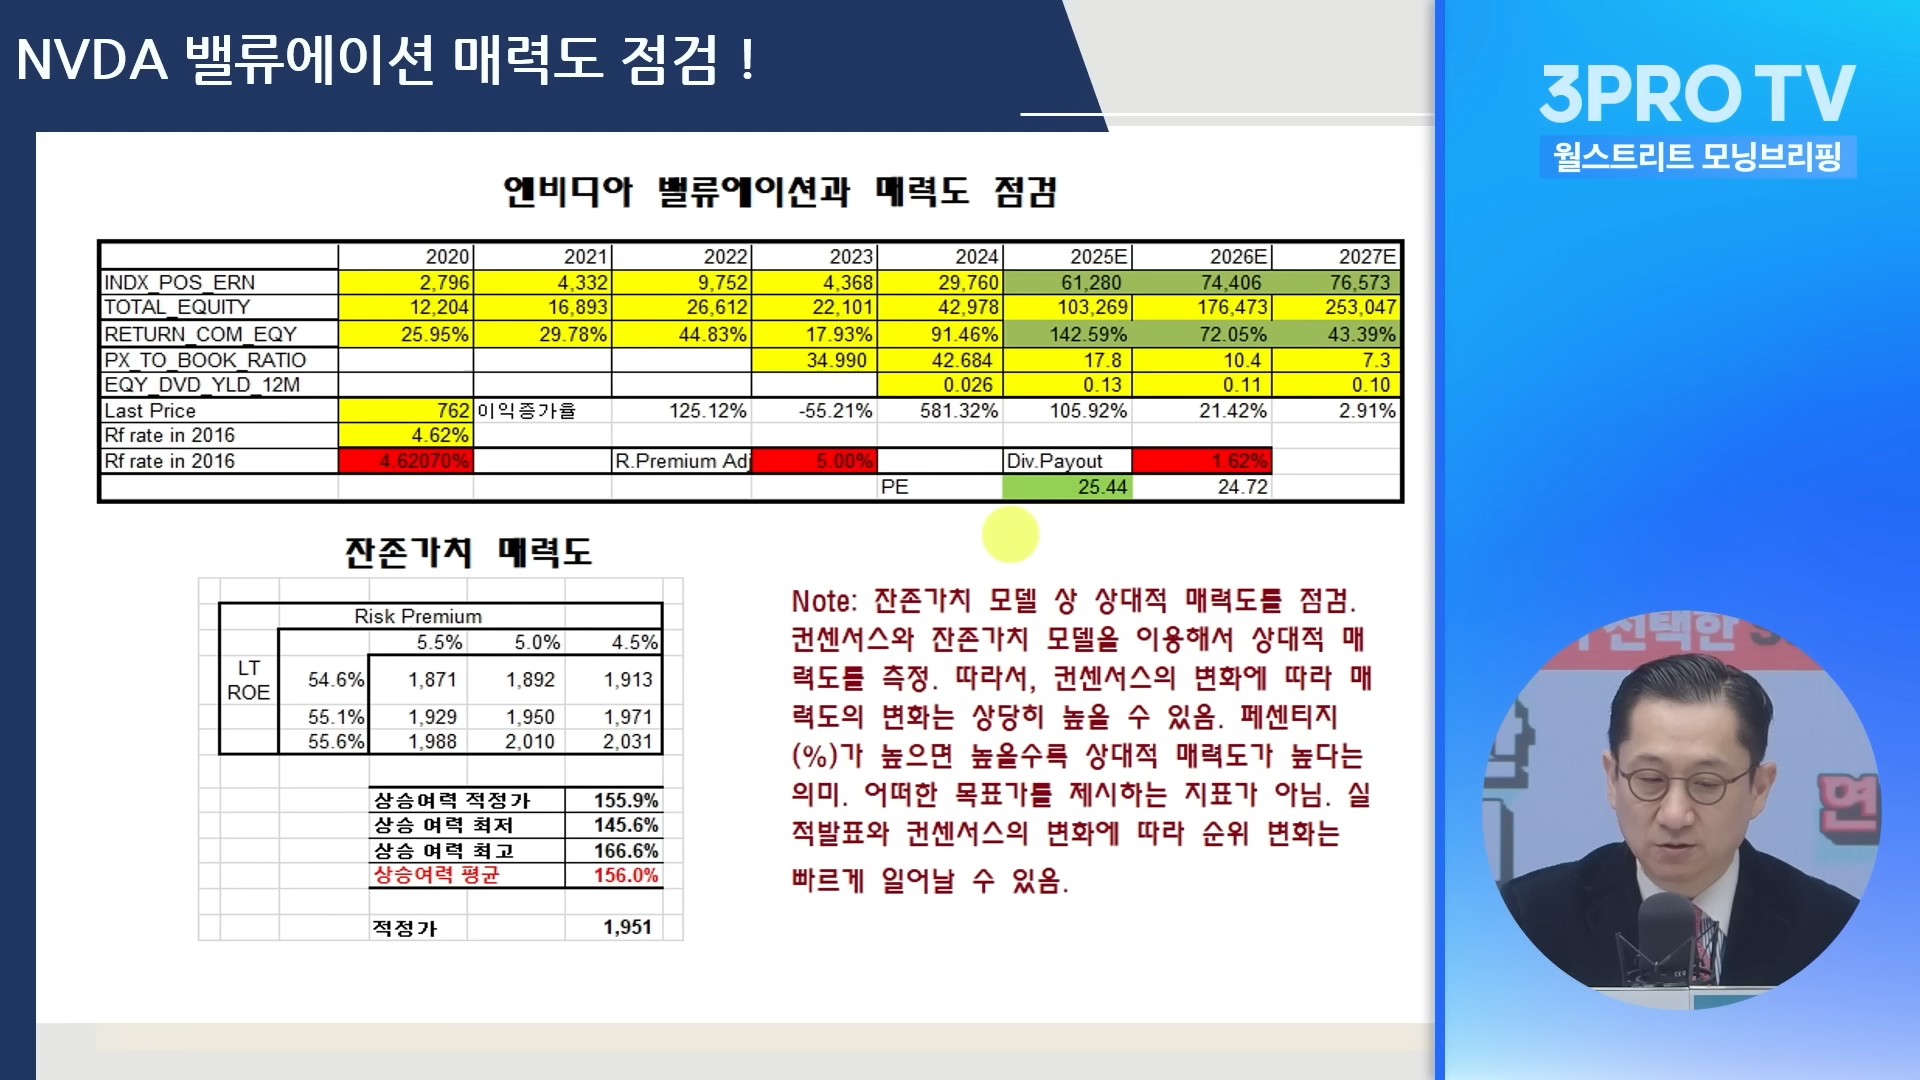 NVDA 밸류에이션 매력도 점검 !
3PRO TV
월스트리트 모닝브리핑
엔비디아 밸류에이션과 매력도 점검
2020 2021 2022 2023 2024 2025E 2026E 2027E
INDX_POS_ERN 2,796 4,332 9,752 4,368 29,760 61,280 74,406 76,573
TOTAL_EQUITY 12,204 16,893 26,612 22,101 42,978 103,269 176,473 253,047
RETURN_COM_EQY 25.95% 29.78% 44.83% 17.93% 91.46% 142.59% 72.05% 43.39%
PX_TO_BOOK_RATIO 34.990 42.684 17.8 10.4 7.3
EQY_DVD_YLD_12M 0.026 0.13 0.11 0.10
Last Price 762 이익증가율 125.12% -55.21% 581.32% 105.92% 21.42% 2.91%
Rf rate in 2016 4.62%
Rf rate in 2016 4.62070% R.Premium Adj 5.00% Div.Payout 1.62%
PE 25.44 24.72
잔존가치 매력도
Risk Premium
5.5% 5.0% 4.5%
LT
ROE
54.6% 1,871 1,892 1,913
55.1% 1,929 1,950 1,971
55.6% 1,988 2,010 2,031
상승여력 적정가 155.9%
상승 여력 최저 145.6%
상승 여력 최고 166.6%
상승여력 평균 156.0%
적정가 1,951
Note: 잔존가치 모델 상 상대적 매력도를 점검.
컨센서스와 잔존가치 모델을 이용해서 상대적 매
력도를 측정. 따라서, 컨센서스의 변화에 따라 매
력도의 변화는 상당히 높을 수 있음. 페센티지
(%)가 높으면 높을수록 상대적 매력도가 높다는
의미. 어떠한 목표가를 제시하는 지표가 아님. 실
적발표와 컨센서스의 변화에 따라 순위 변화는
빠르게 일어날 수 있음.
선택한
연